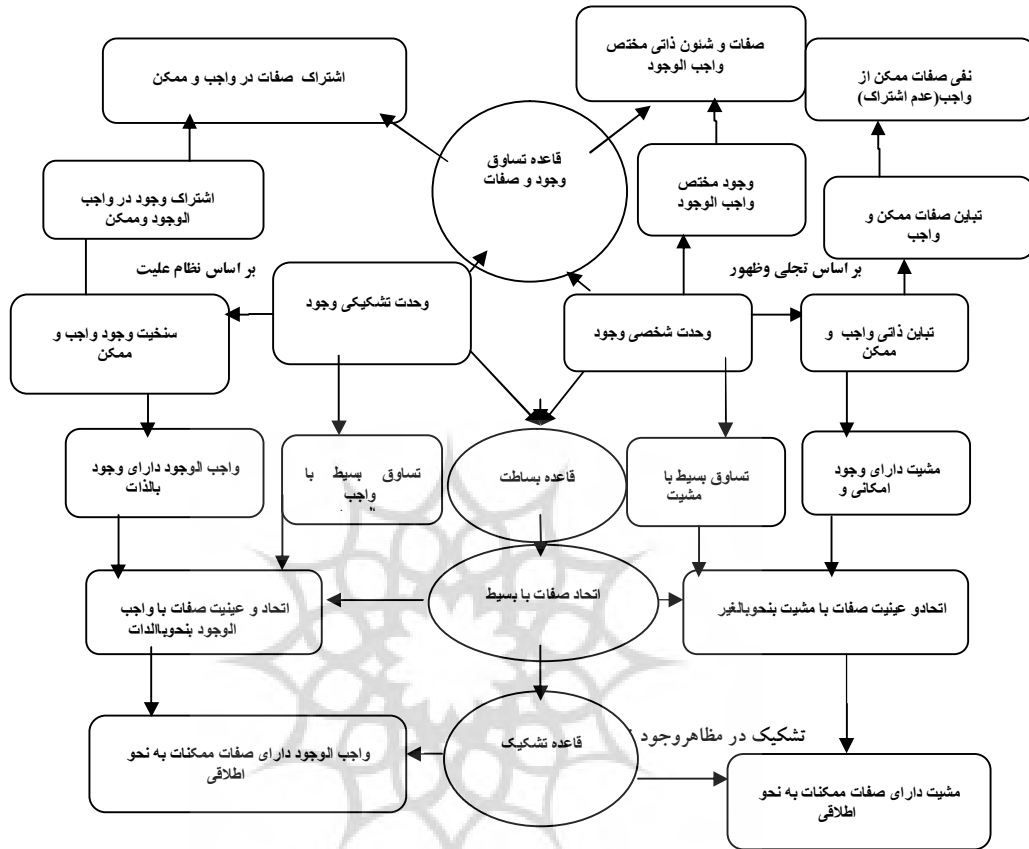 صفات و شئون ذاتی مختص
واجب الوجود
نفی صفات ممکن از
واجب(عدم اشتراک)
اشتراک صفات در واجب و ممکن
قاعده تساوق
وجود و صفات
وجود مختص
واجب الوجود
اشتراک وجود در واجب
الوجود وممکن
تباین صفات ممکن و
واجب
بر اساس تجلی وظهور
بر اساس نظام علیت
وحدت شخصی وجود
وحدت تشکیکی وجود
تباین ذاتی واجب و
ممکن
سنخیت وجود واجب و
ممکن
مشیت دارای وجود
امکانی و
تساوق بسیط با
مشیت
قاعده بساطت
تساوق بسیط با
واجب
واجب الوجود دارای وجود
بالذات
اتحادو عینیت صفات با مشیت بنحوبالغیر
اتحاد صفات با بسیط
اتحاد و عینیت صفات با واجب
الوجود بنحوباالدات
تشکیک در مظاهروجود
قاعده تشکیک
واجب الوجود دارای صفات ممکنات به نحو
اطلاقی
مشیت دارای صفات ممکنات به نحو
اطلاقی